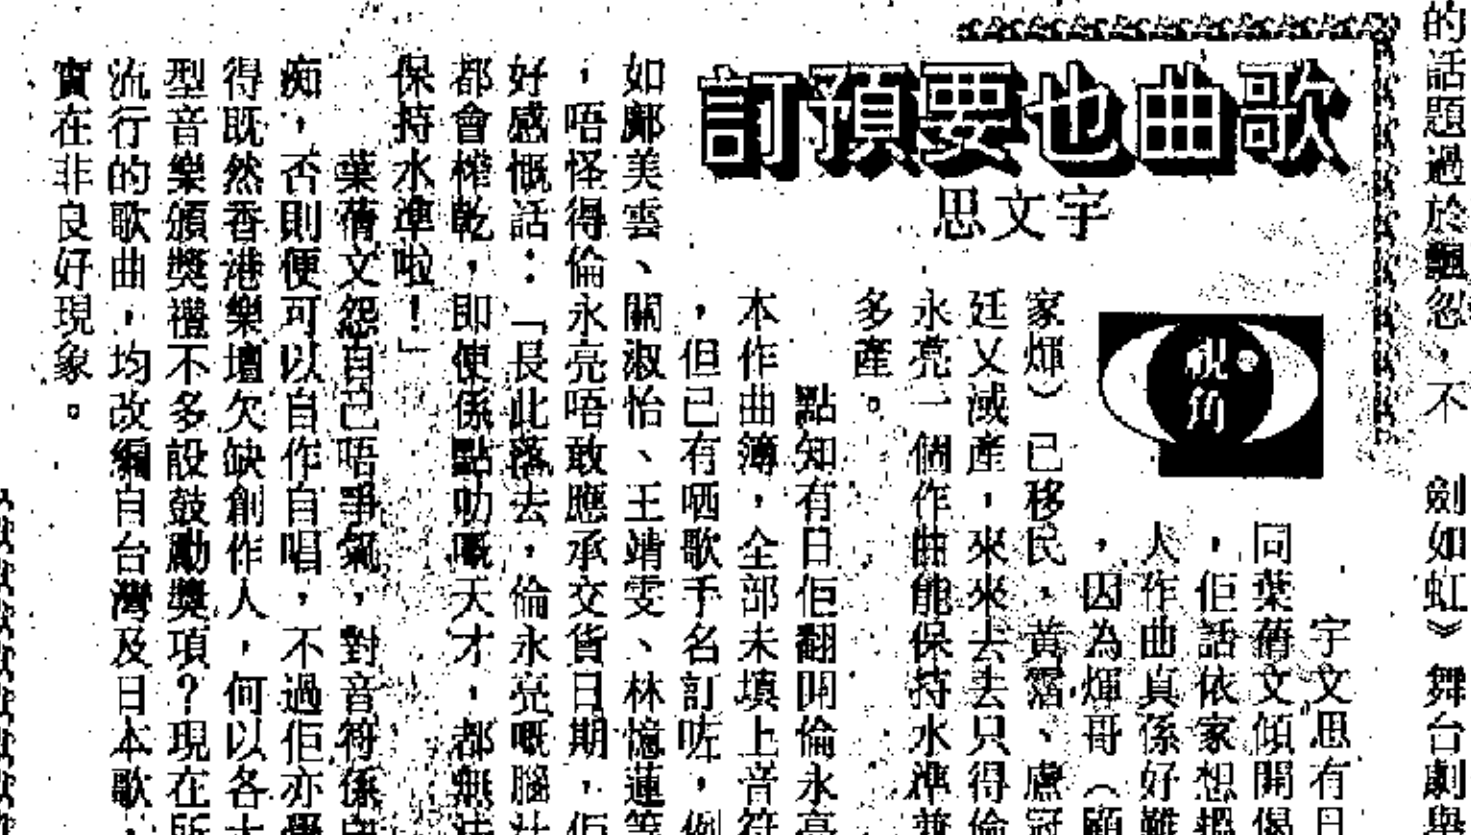 的話題過於飄忽，不　劍如虹》舞台劇與
歌曲也要預訂
宇文思
視角
宇文思有日
同葉蒨文傾開偈
，佢話依家想搵
人作曲真係好難
，因為煇哥（顧
家煇）已移民，黃霑、盧冠
廷又減產，來來去去只得倫
永亮一個作曲能保持水準兼
多產。
點知有日佢翻開倫永亮
本作曲簿，全部未填上音符
，但已有哂歌手名訂咗，例
如鄺美雲、關淑怡、王靖雯、林憶蓮等
，唔怪得倫永亮唔敢應承交貨日期，佢
好感慨話：「長此落去，倫永亮嘅腦汁
都會榨乾，即使係點叻嘅天才，都無法
保持水準啦！」
葉蒨文怨自己唔爭氣，對音符係白
痴，否則便可以自作自唱，不過佢亦覺
得既然香港樂壇欠缺創作人，何以各大
型音樂頒獎禮不多設鼓勵獎項？現在所
流行的歌曲，均改編自台灣及日本歌，
實在非良好現象。